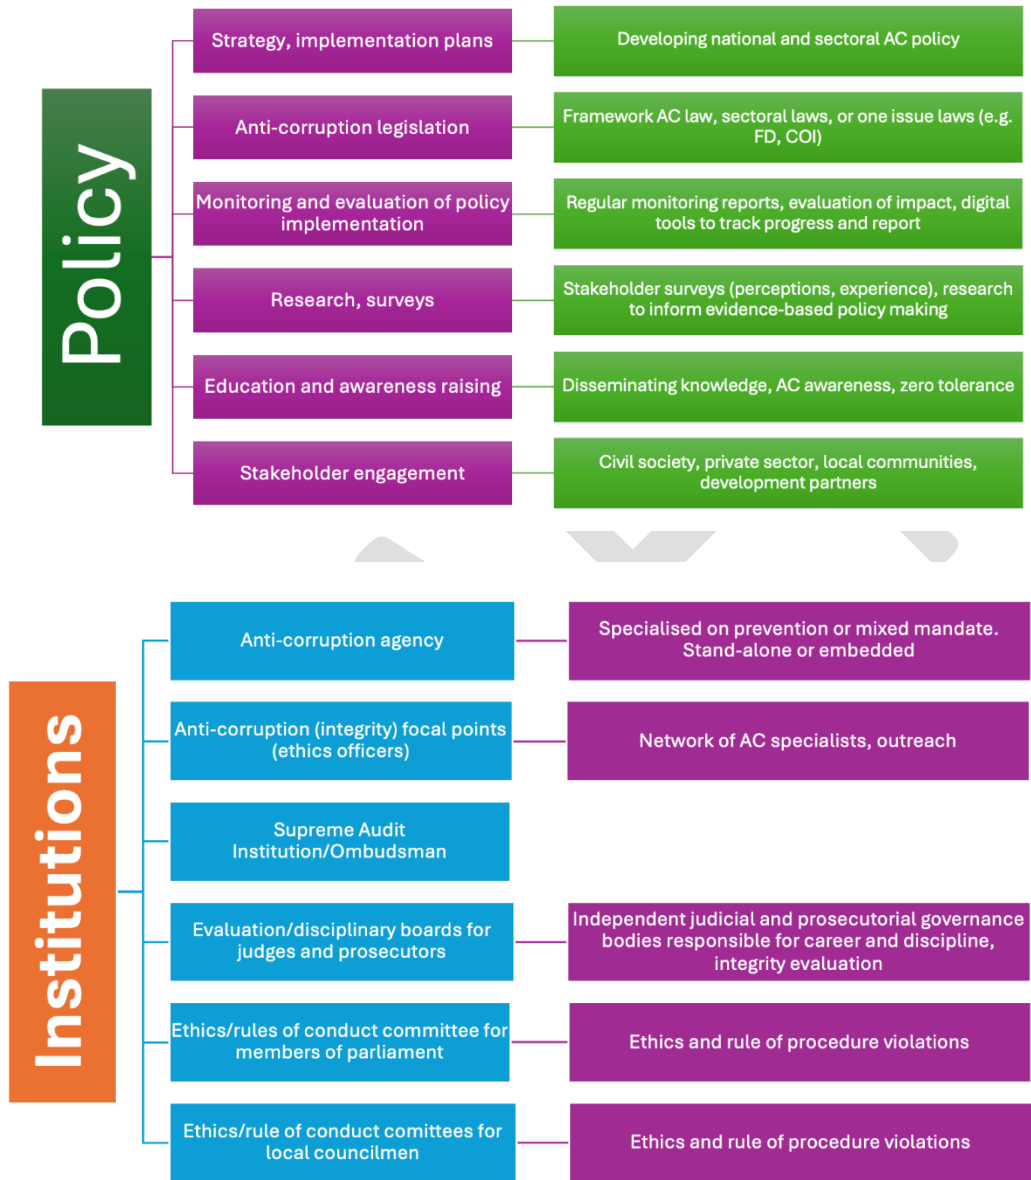 Policy
Strategy, implementation plans
Developing national and sectoral AC policy
Anti-corruption legislation
Framework AC law, sectoral laws, or one issue laws (e.g.
FD, COI)
Monitoring and evaluation of policy
implementation
Regular monitoring reports, evaluation of impact, digital
tools to track progress and report
Research, surveys
Stakeholder surveys (perceptions, experience), research
to inform evidence-based policy making
Education and awareness raising
Disseminating knowledge, AC awareness, zero tolerance
Stakeholder engagement
Civil society, private sector, local communities,
development partners
Institutions
Anti-corruption agency
Specialised on prevention or mixed mandate.
Stand-alone or embedded
Anti-corruption (integrity) focal points
(ethics officers)
Network of AC specialists, outreach
Supreme Audit
Institution/Ombudsman
Evaluation/disciplinary boards for
judges and prosecutors
Independent judicial and prosecutorial governance
bodies responsible for career and discipline,
integrity evaluation
Ethics/rules of conduct committee for
members of parliament
Ethics and rule of procedure violations
Ethics/rule of conduct comittees for
local councilmen
Ethics and rule of procedure violations